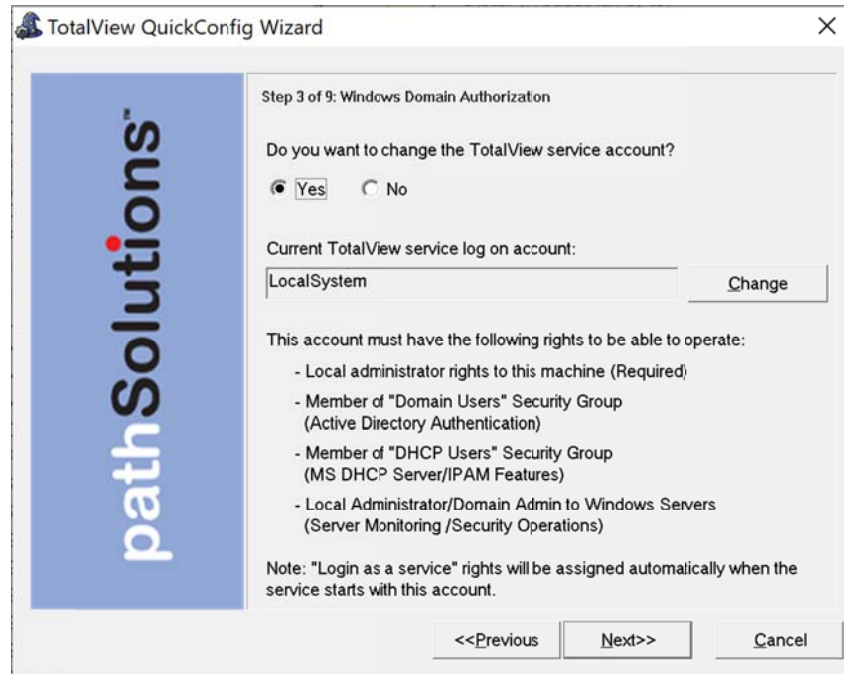 TotalView QuickConfig Wizard
pathSolutions™
Step 3 of 9: Windows Domain Authorization
Do you want to change the TotalView service account?
Yes No
Current TotalView service log on account:
LocalSystem Change
This account must have the following rights to be able to operate:
- Local administrator rights to this machine (Required)
- Member of "Domain Users" Security Group
(Active Directory Authentication)
- Member of "DHCP Users" Security Group
(MS DHCP Server/IPAM Features)
- Local Administrator/Domain Admin to Windows Servers
(Server Monitoring /Security Operations)
Note: "Login as a service" rights will be assigned automatically when the
service starts with this account.
<<Previous Next>> Cancel